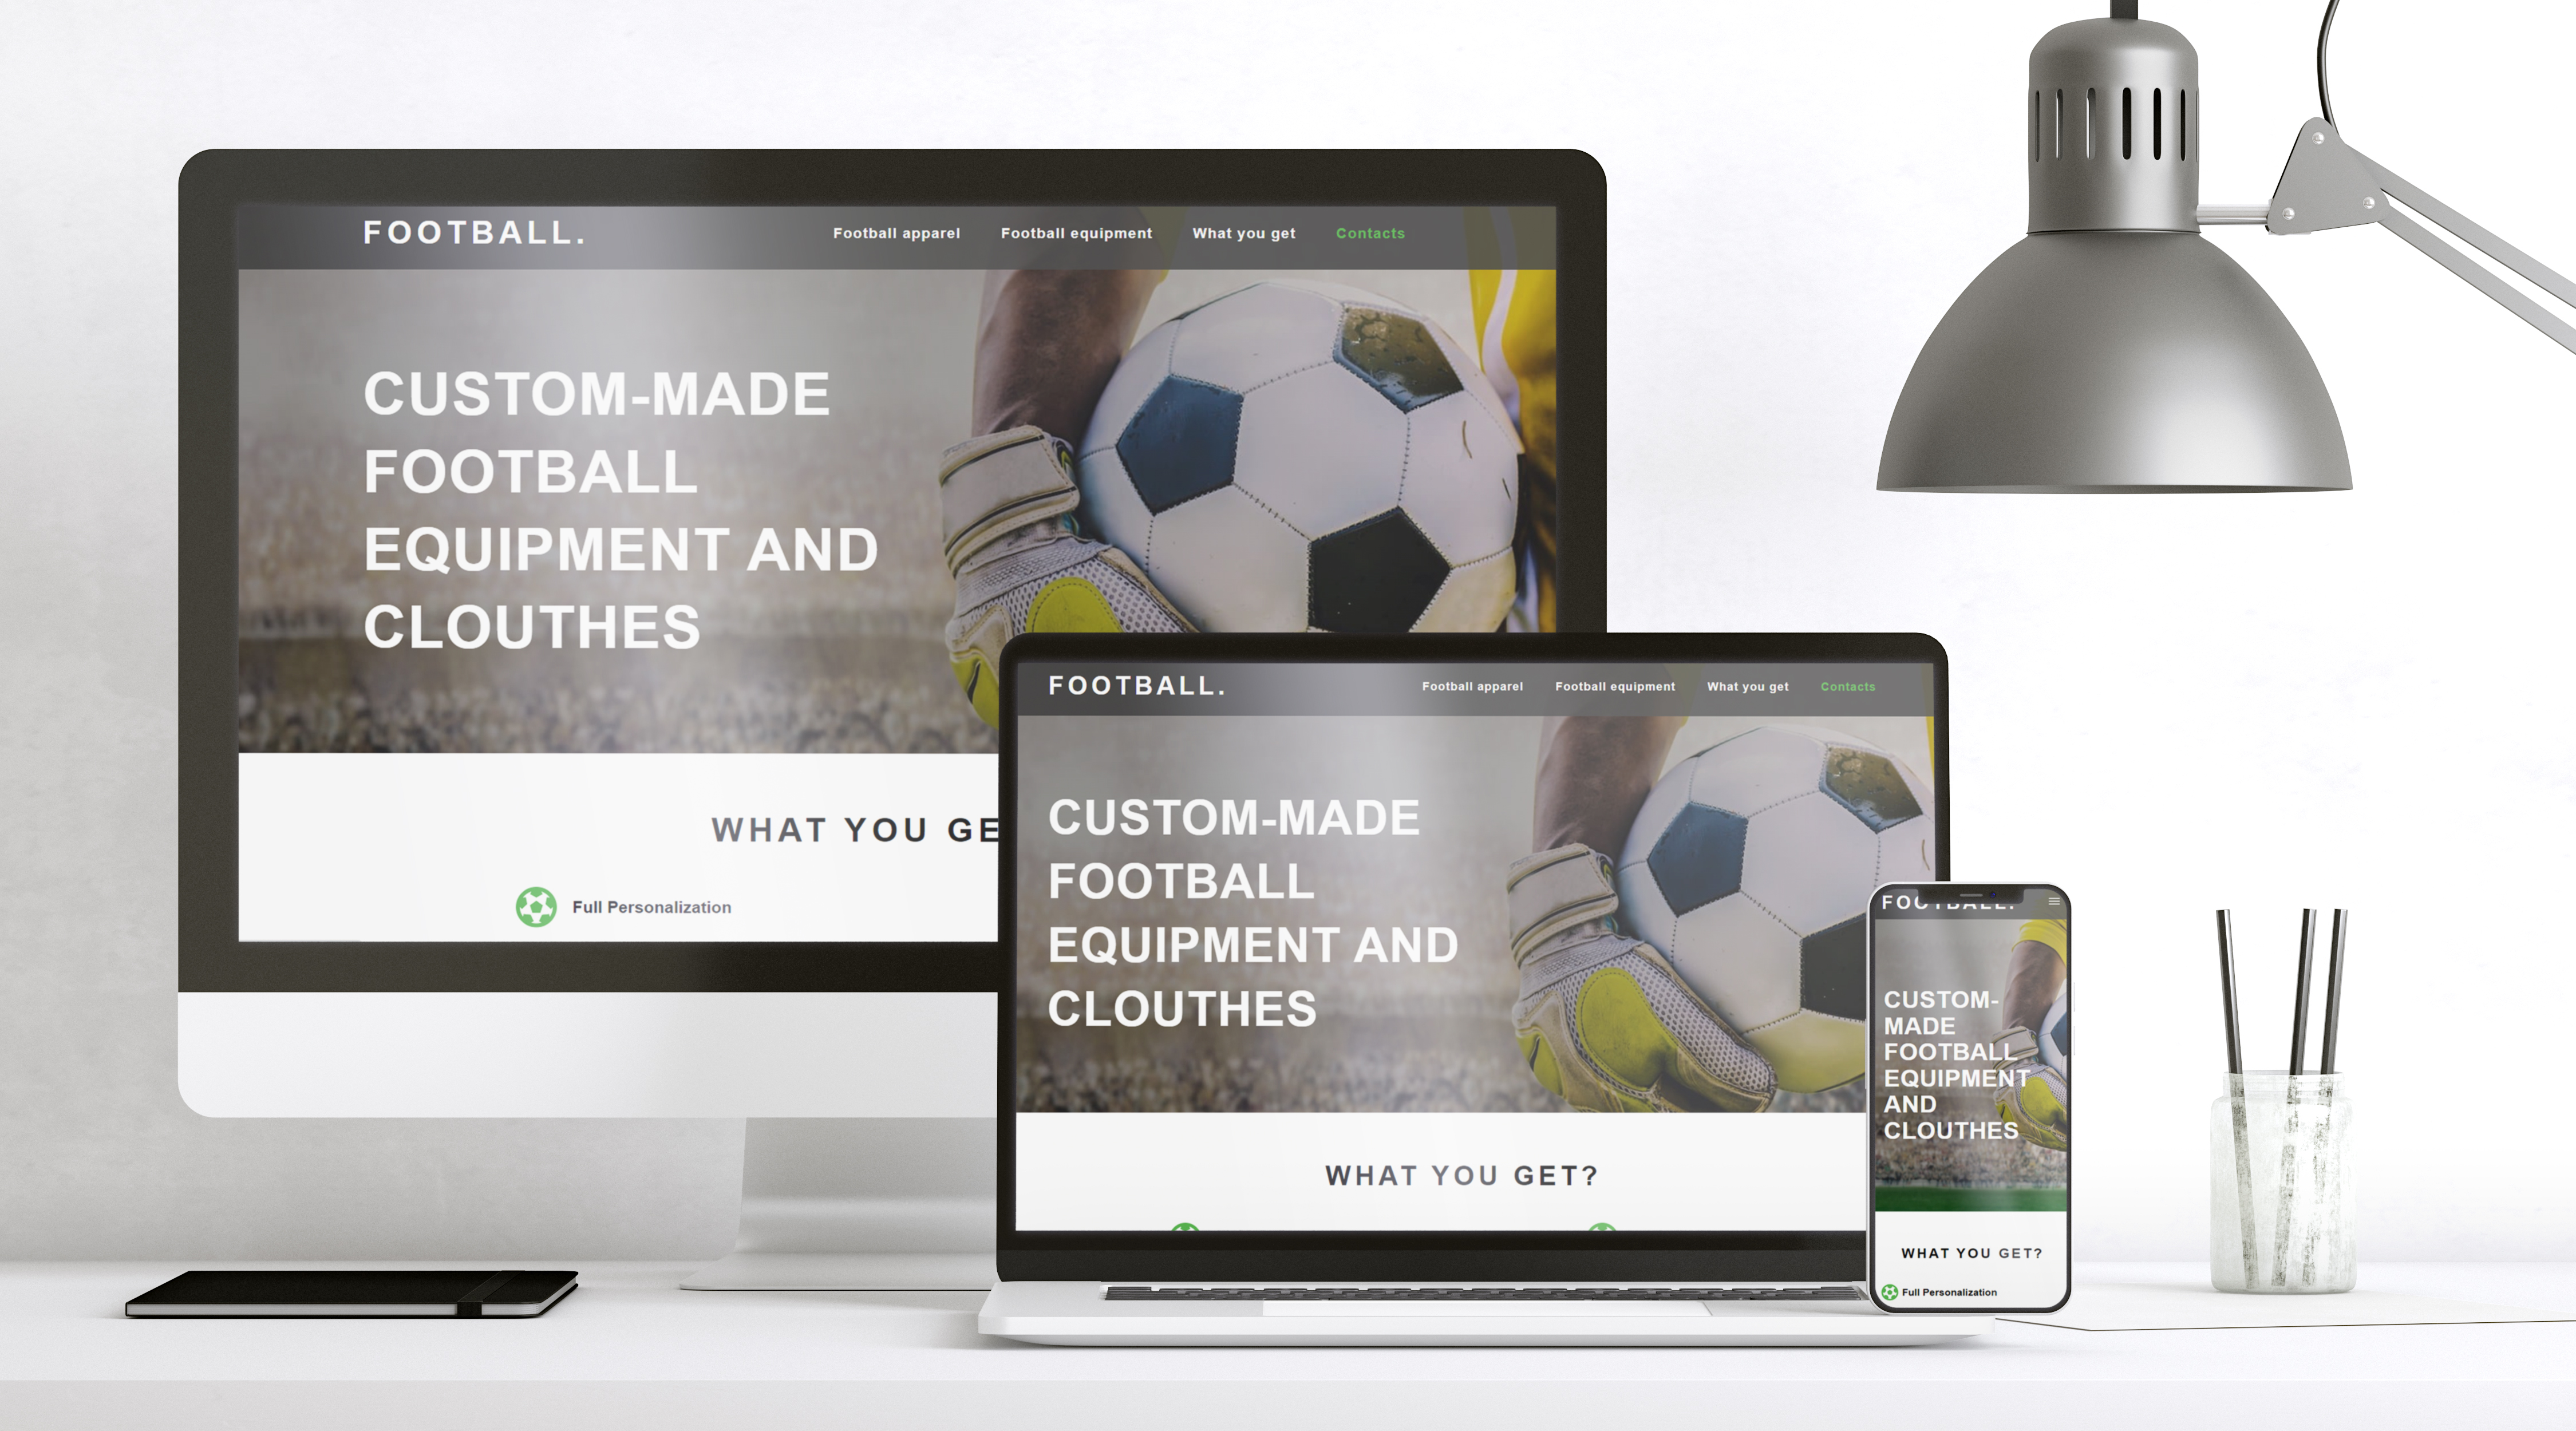 FOOTBALL.
Football apparel Football equipment What you get Contacts
CUSTOM-MADE
FOOTBALL
EQUIPMENT AND
CLOUTHES
WHAT YOU GE
Full Personalization
FOOTBALL.
Football apparel Football equipment What you get Contacts
CUSTOM-MADE
FOOTBALL
EQUIPMENT AND
CLOUTHES
WHAT YOU GET?
FOOTBALL.
CUSTOM-
MADE
FOOTBALL
EQUIPMENT
AND
CLOUTHES
WHAT YOU GET?
Full Personalization